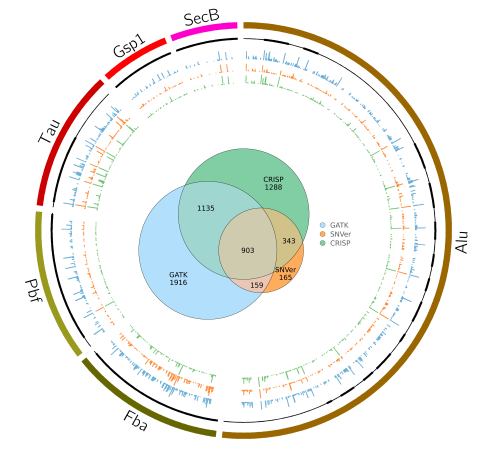 SecB
Gsp1
Tau
Pbf
Fba
Alu
CRISP
1288
1135
903
343
GATK
1916
SNVer
165
159
GATK
SNVer
CRISP